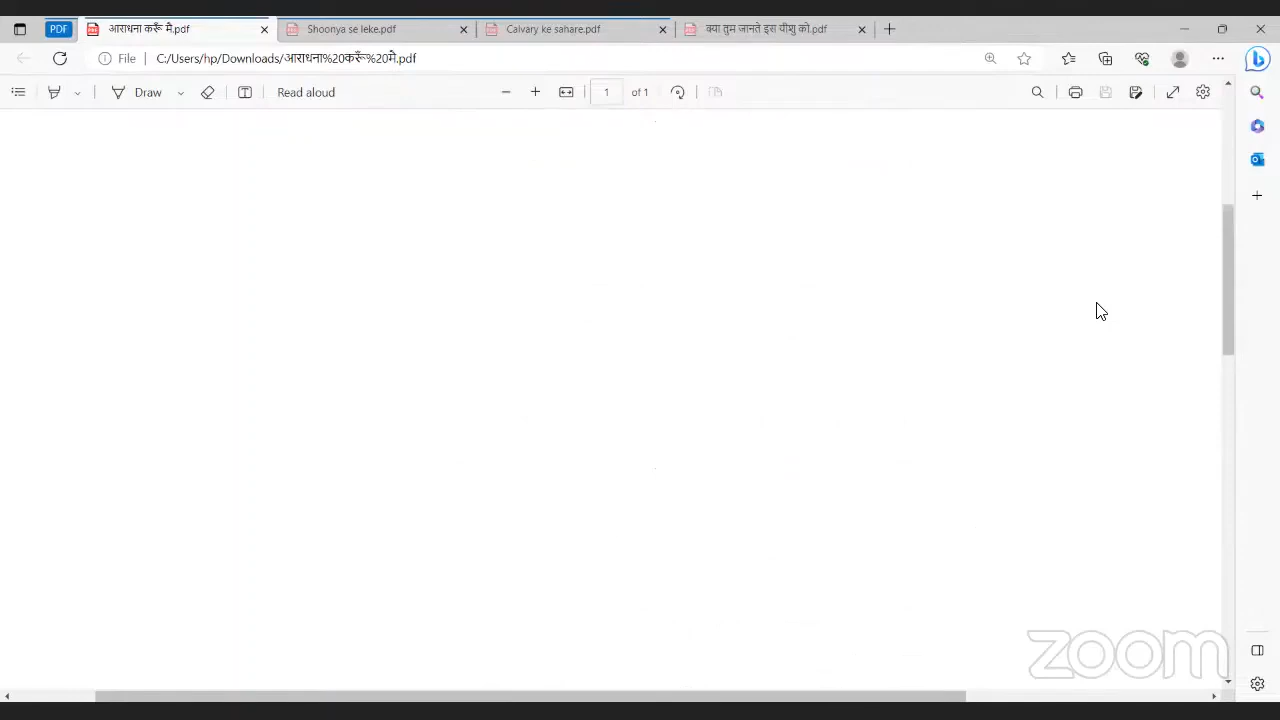 PDF आराधना करूँ मै.pdf Shoonya se leke.pdf Calvary ke sahare.pdf क्या तुम जानते इस यीशु को.pdf
File C:/Users/hp/Downloads/आराधना%20करूँ%20मै.pdf
Draw Read aloud 1 of 1
zoom